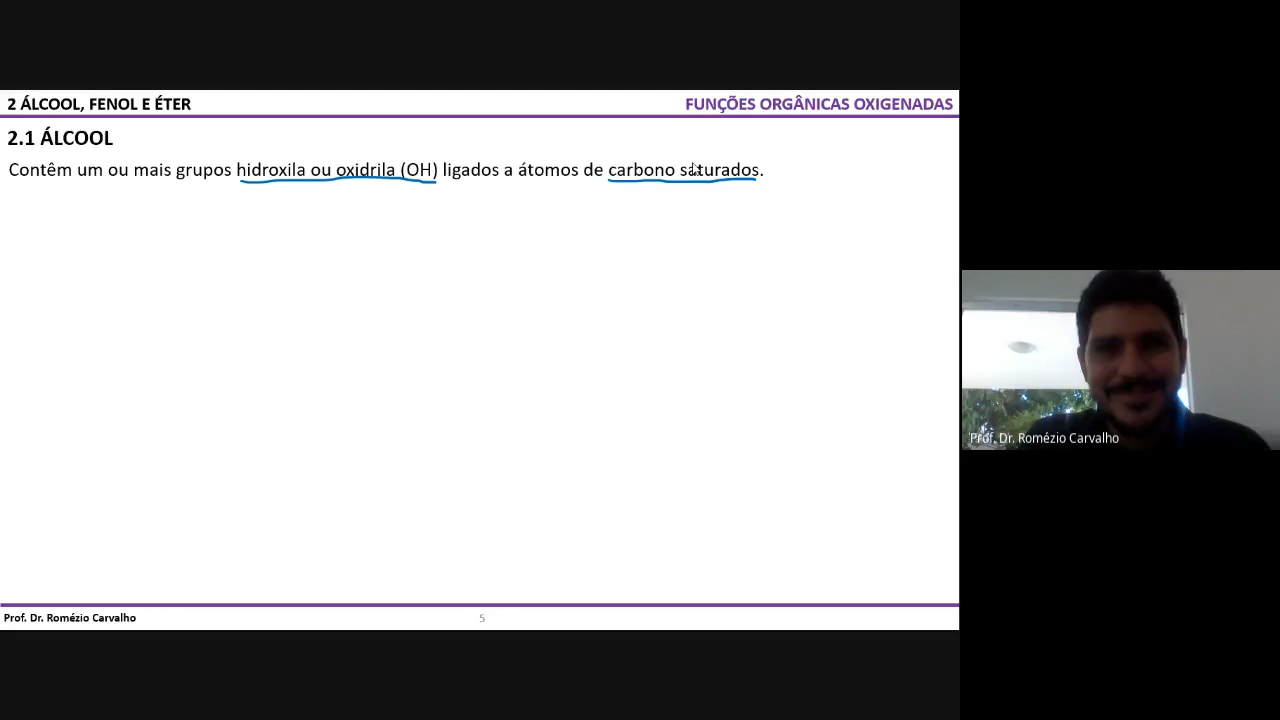 2 ÁLCOOL, FENOL E ÉTER FUNÇÕES ORGÂNICAS OXIGENADAS
2.1 ÁLCOOL
Contêm um ou mais grupos hidroxila ou oxidrila (OH) ligados a átomos de carbono saturados.
Prof. Dr. Romézio Carvalho
Prof. Dr. Romézio Carvalho 5